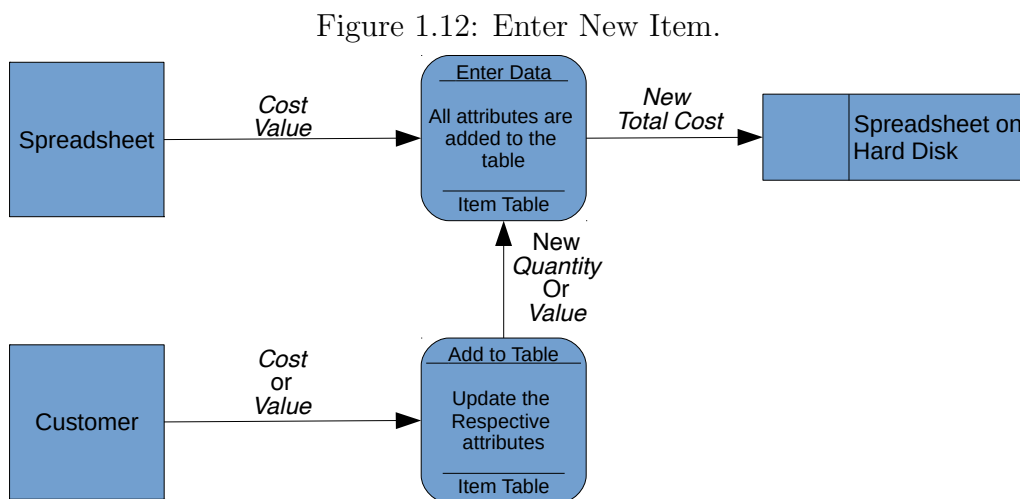 Figure 1.12: Enter New Item.
Spreadsheet
Cost
Value
Enter Data
All attributes are
added to the
table
Item Table
New
Total Cost
Spreadsheet on
Hard Disk
New
Quantity
Or
Value
Customer
Cost
or
Value
Add to Table
Update the
Respective
attributes
Item Table